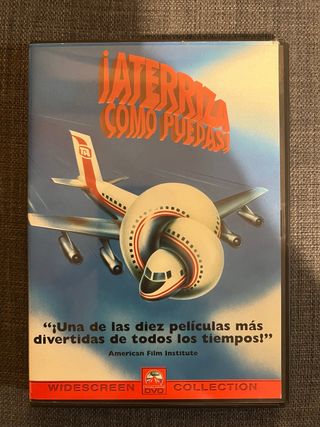 ¡ATERRIZA
COMO PUEDAS!
"¡Una de las diez películas más
divertidas de todos los tiempos!"
American Film Institute
WIDESCREEN DVD COLLECTION